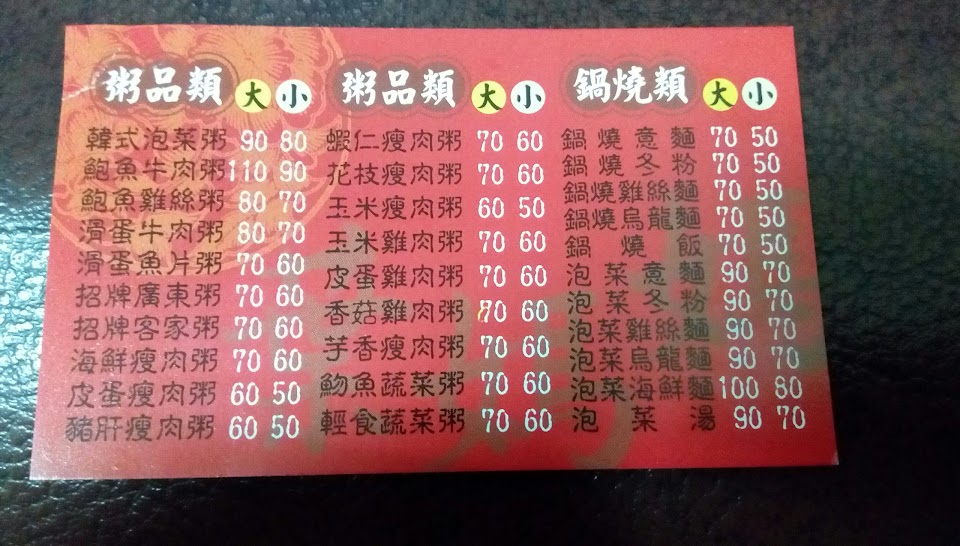 粥品類 大 小
韓式泡菜粥 90 80
鮑魚牛肉粥 110 90
鮑魚雞絲粥 80 70
滑蛋牛肉粥 80 70
滑蛋魚片粥 70 60
招牌廣東粥 70 60
招牌客家粥 70 60
海鮮瘦肉粥 70 60
皮蛋瘦肉粥 60 50
豬肝瘦肉粥 60 50
粥品類 大 小
蝦仁瘦肉粥 70 60
花枝瘦肉粥 70 60
玉米瘦肉粥 60 50
玉米雞肉粥 70 60
皮蛋雞肉粥 70 60
香菇雞肉粥 70 60
芋香瘦肉粥 70 60
魩魚蔬菜粥 70 60
輕食蔬菜粥 70 60
鍋燒類 大 小
鍋燒意麵 70 50
鍋燒冬粉 70 50
鍋燒雞絲麵 70 50
鍋燒烏龍麵 70 50
鍋燒飯 70 50
泡菜意麵 90 70
泡菜冬粉 90 70
泡菜雞絲麵 90 70
泡菜烏龍麵 90 70
泡菜海鮮麵 100 80
泡菜湯 90 70